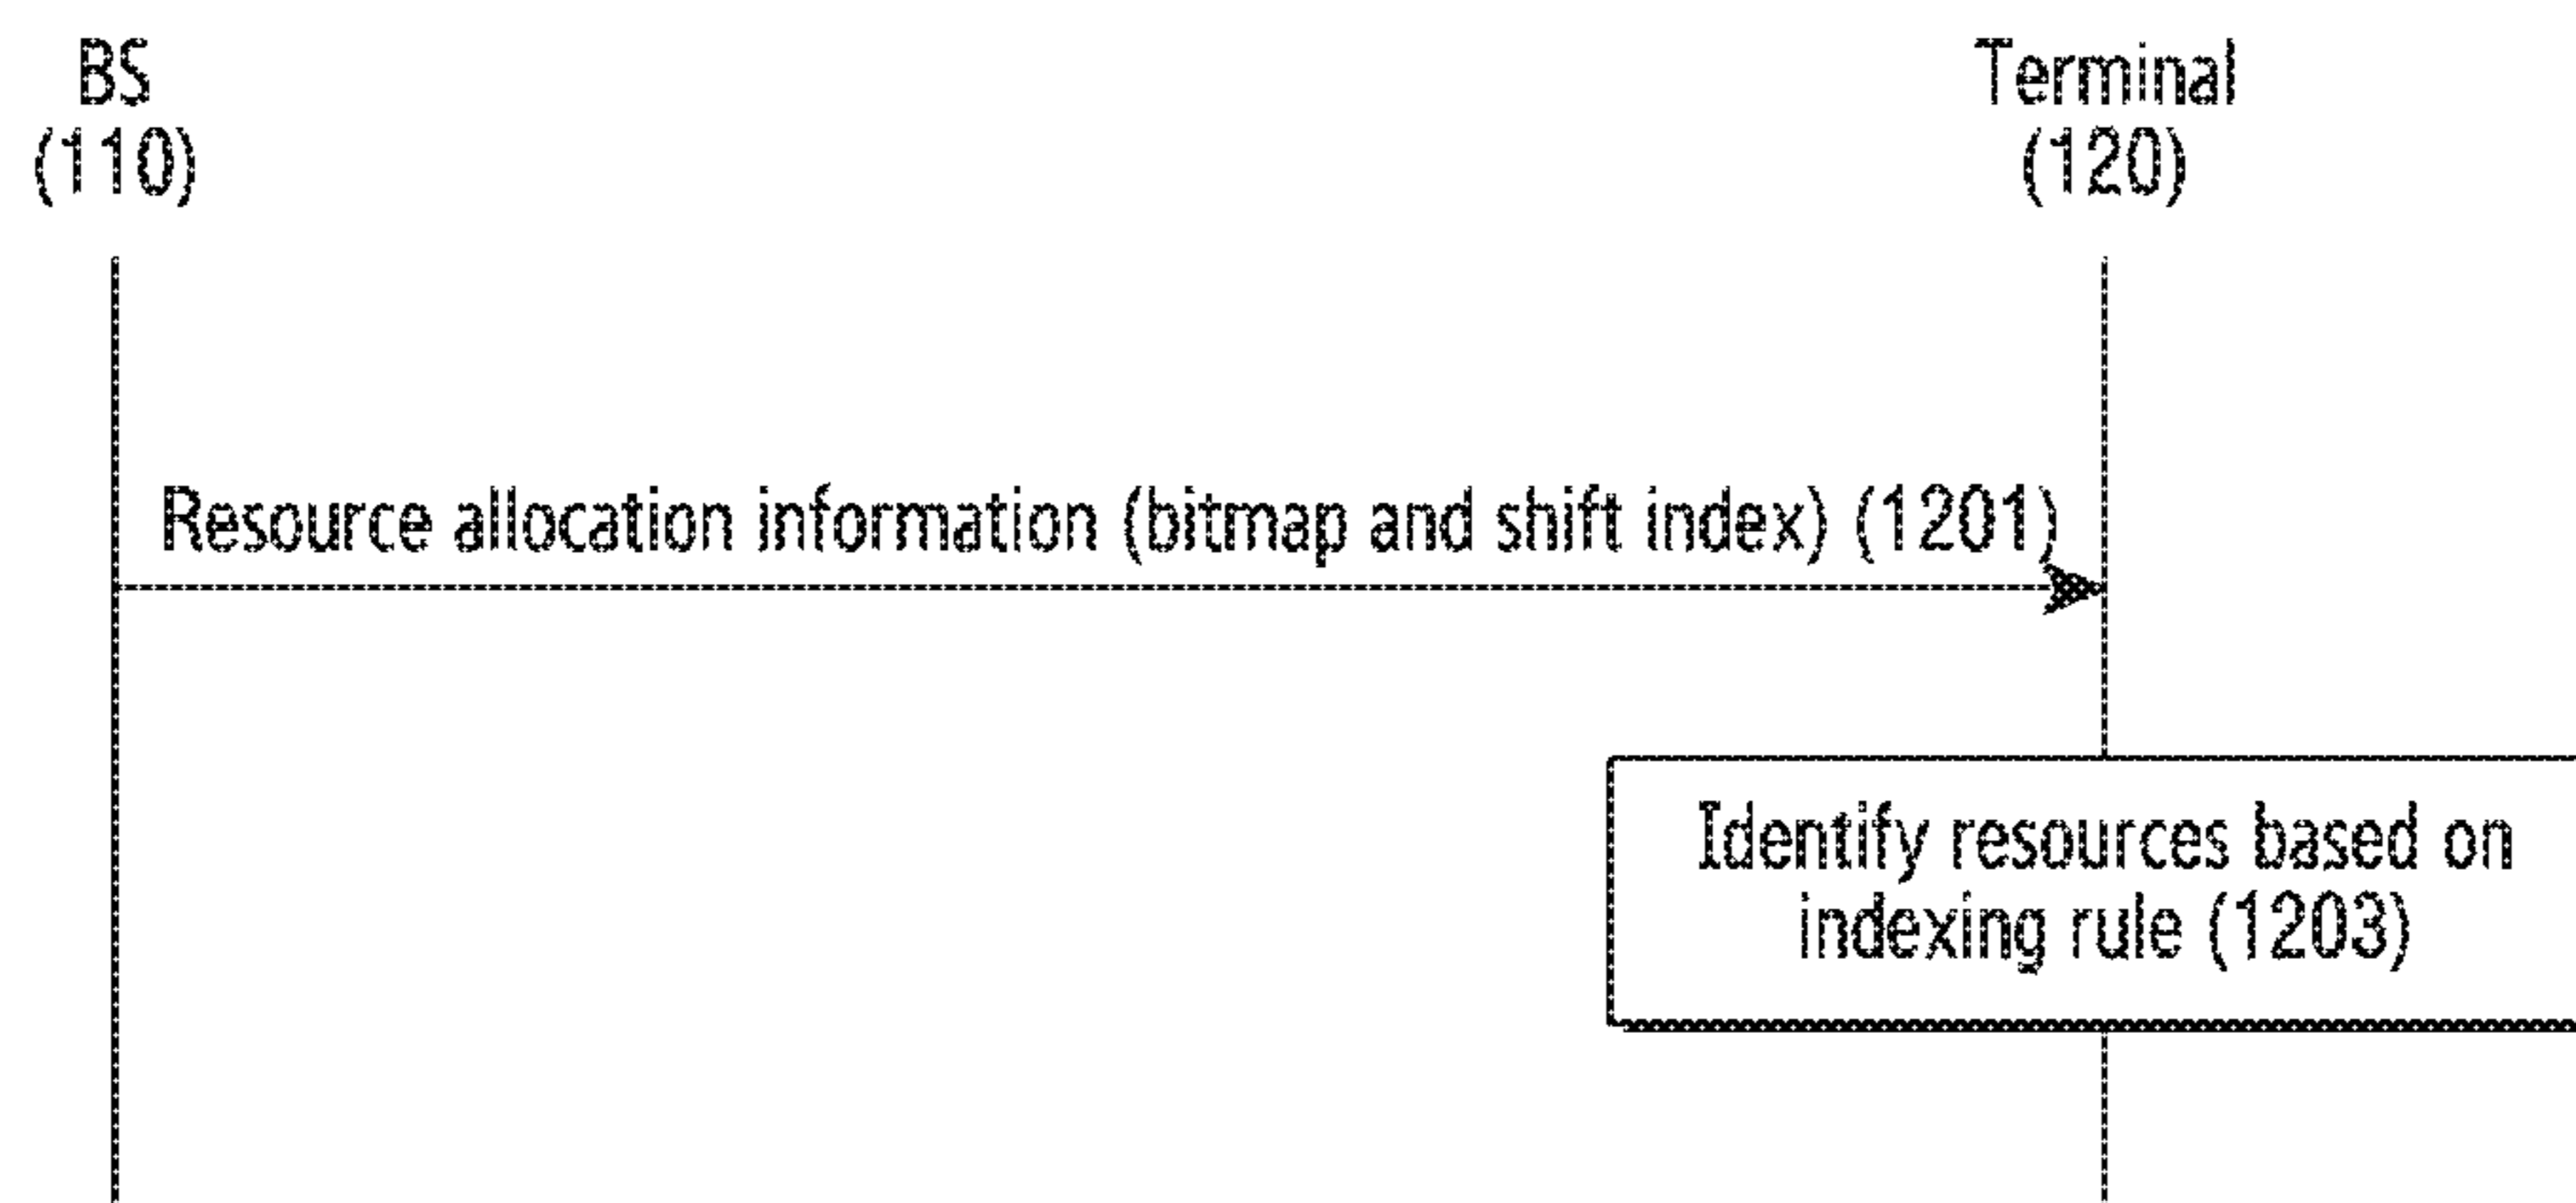 BS
(110)
Terminal
(120)
Resource allocation information (bitmap and shift index) (1201)
Identify resources based on
indexing rule (1203)